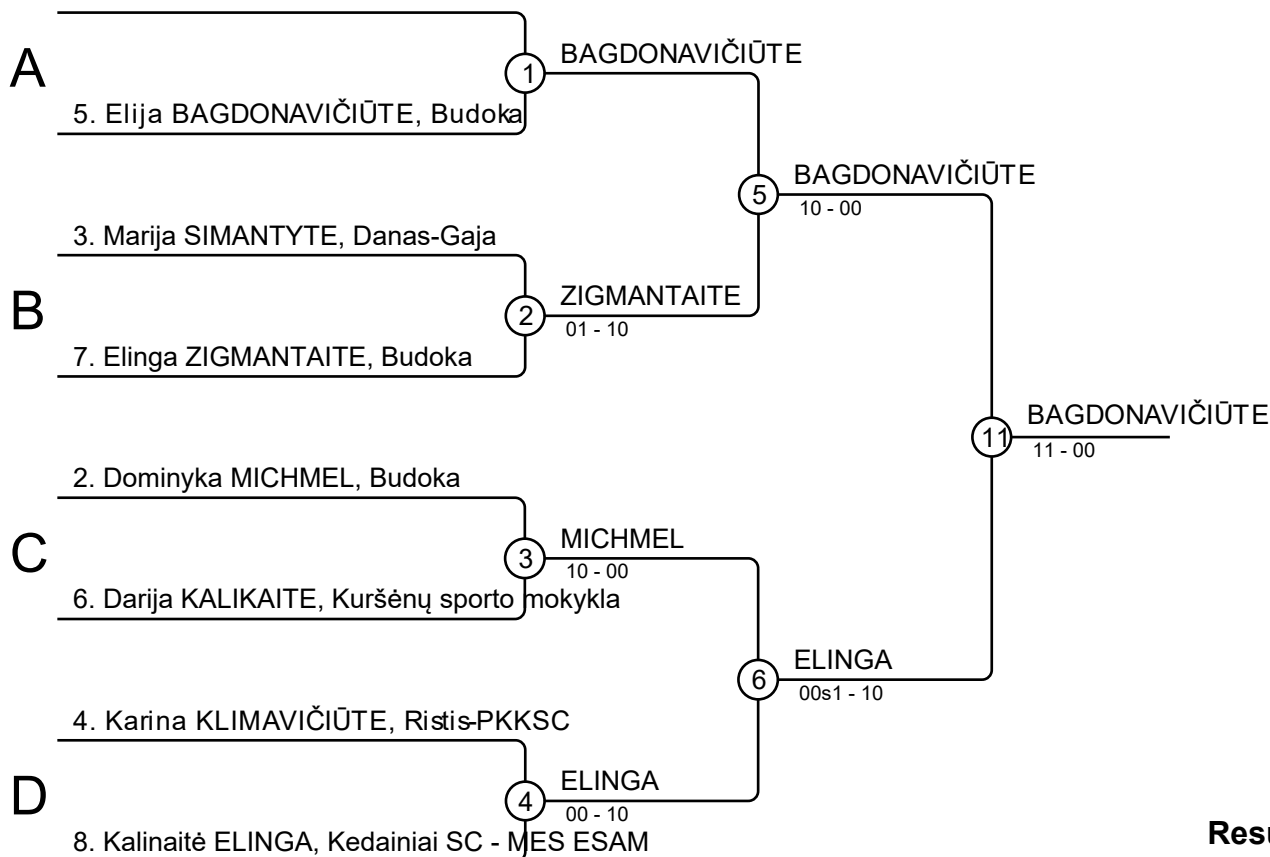 BAGDONAVIČIŪTE
A
1
5. Elija BAGDONAVIČIŪTE, Budoka
BAGDONAVIČIŪTE
5
10 - 00
3. Marija SIMANTYTE, Danas-Gaja
ZIGMANTAITE
B
2
01 - 10
7. Elinga ZIGMANTAITE, Budoka
BAGDONAVIČIŪTE
11
11 - 00
2. Dominyka MICHMEL, Budoka
MICHMEL
C
3
10 - 00
6. Darija KALIKAITE, Kuršėnų sporto mokykla
ELINGA
6
00s1 - 10
4. Karina KLIMAVIČIŪTE, Ristis-PKKSC
ELINGA
D
4
00 - 10
8. Kalinaitė ELINGA, Kedainiai SC - MES ESAM